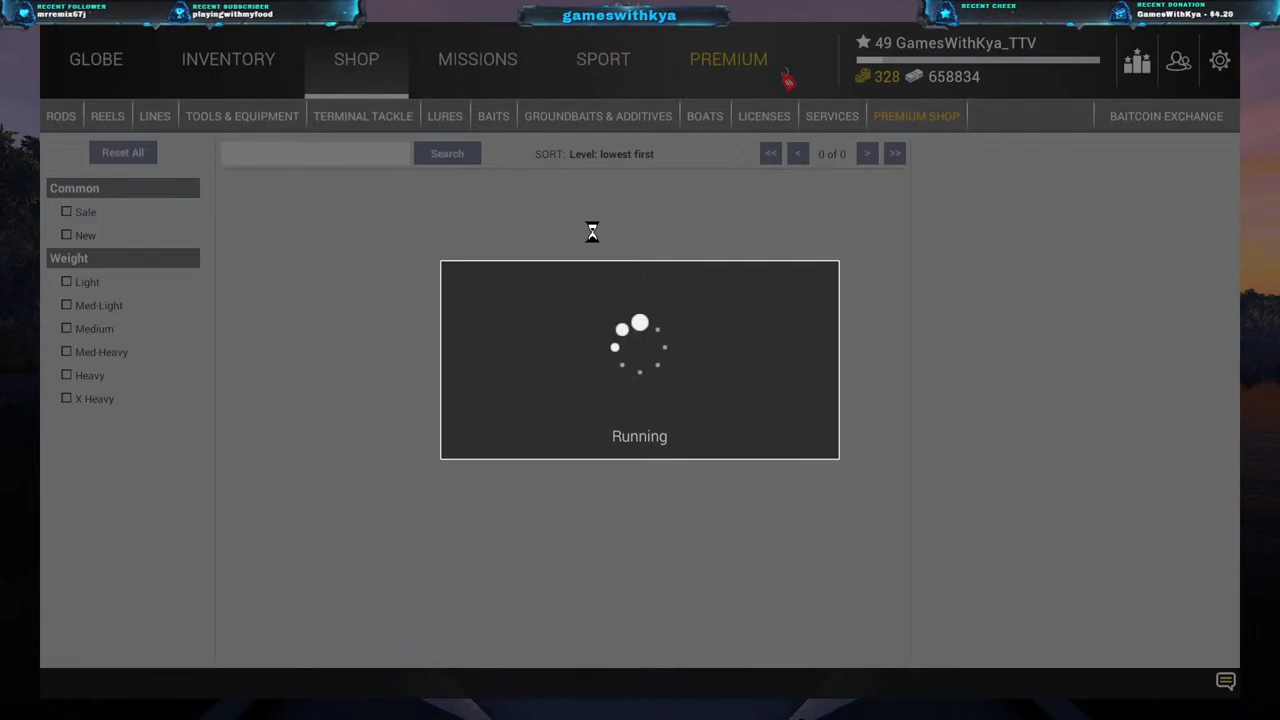 RECENT FOLLOWER
mrremix67j
RECENT SUBSCRIBER
playingwithmyfood
gameswithkya
RECENT CHEER
RECENT DONATION
GamesWithKya - $4.20
GLOBE
INVENTORY
SHOP
MISSIONS
SPORT
PREMIUM
49 GamesWithKya_TTV
328 658834
RODS
REELS
LINES
TOOLS & EQUIPMENT
TERMINAL TACKLE
LURES
BAITS
GROUNDBAITS & ADDITIVES
BOATS
LICENSES
SERVICES
PREMIUM SHOP
BAITCOIN EXCHANGE
Reset All
Search
SORT: Level: lowest first
<< < 0 of 0 > >>
Common
Sale
New
Weight
Light
Med-Light
Medium
Med-Heavy
Heavy
X Heavy
Running